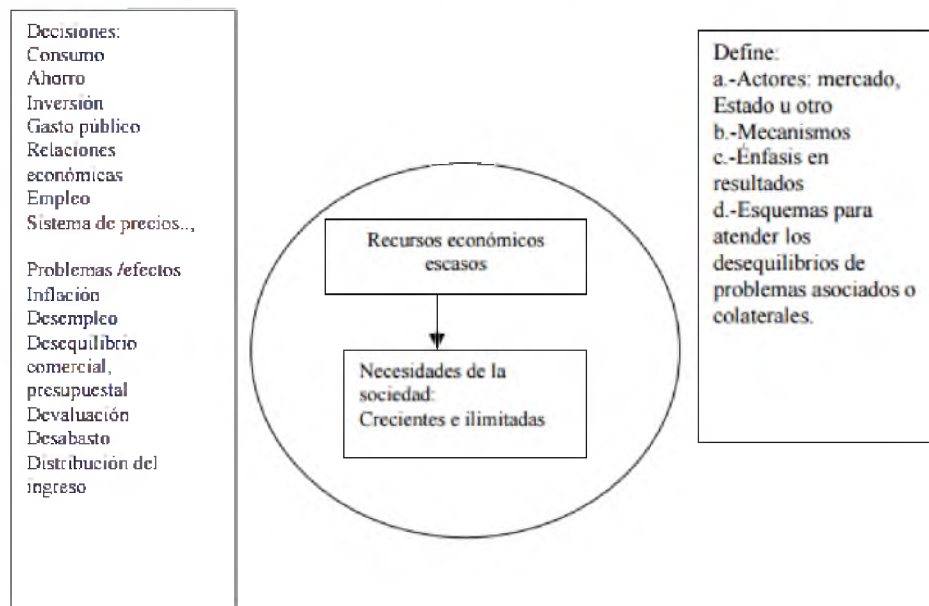 Decisiones:
Consumo
Ahorro
Inversión
Gasto público
Relaciones
económicas
Empleo
Sistema de precios..,
Problemas /efectos
Inflación
Desempleo
Desequilibrio
comercial,
presupuestal
Devaluación
Desabasto
Distribución del
ingreso
Recursos económicos
escasos
Necesidades de la
sociedad:
Crecientes e ilimitadas
Define:
a.-Actores: mercado,
Estado u otro
b.-Mecanismos
c.-Énfasis en
resultados
d.-Esquemas para
atender los
desequilibrios de
problemas asociados o
colaterales.